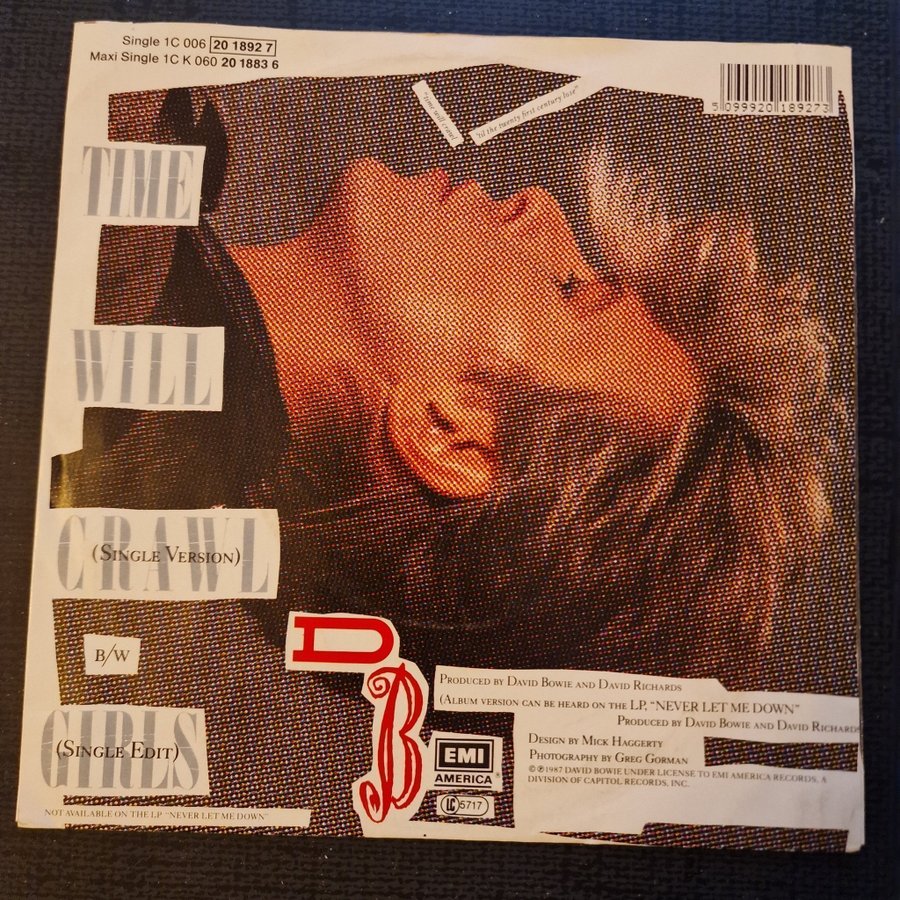 Single 1C 006 20 1892 7
Maxi Single 1C K 060 20 1883 6
5 099920 189273
"time will crawl
'til the twenty-first century lose"
TIME
WILL
CRAWL
(SINGLE VERSION)
B/W
GIRLS
(SINGLE EDIT)
NOT AVAILABLE ON THE LP "NEVER LET ME DOWN"
D
B
PRODUCED BY DAVID BOWIE AND DAVID RICHARDS
(ALBUM VERSION CAN BE HEARD ON THE LP, "NEVER LET ME DOWN"
PRODUCED BY DAVID BOWIE AND DAVID RICHARDS
DESIGN BY MICK HAGGERTY
PHOTOGRAPHY BY GREG GORMAN
© ℗ 1987 DAVID BOWIE UNDER LICENSE TO EMI AMERICA RECORDS, A
DIVISION OF CAPITOL RECORDS, INC.
EMI
AMERICA
LC 5717